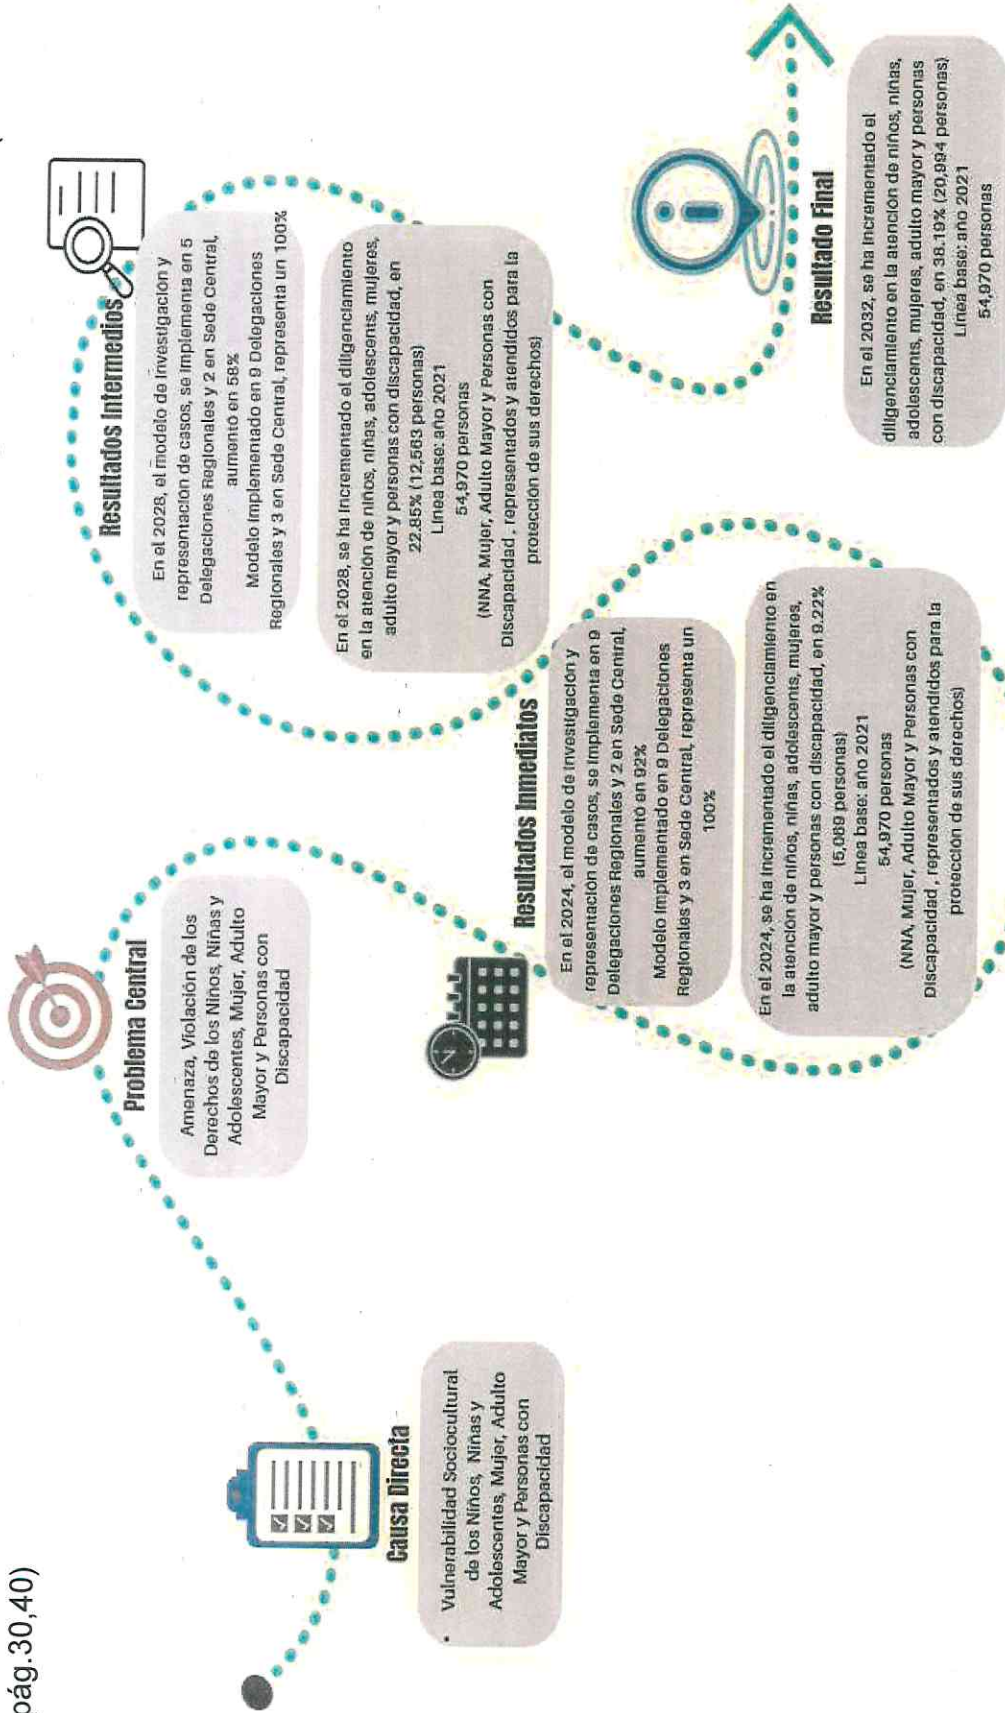 pág.30,40)
Causa Directa
• Vulnerabilidad Sociocultural
de los Niños, Niñas y
Adolescentes, Mujer, Adulto
Mayor y Personas con
Discapacidad
Problema Central
Amenaza, Violación de los
Derechos de los Niños, Niñas y
Adolescentes, Mujer, Adulto
Mayor y Personas con
Discapacidad
Resultados Inmediatos
En el 2024, el modelo de investigación y
representación de casos, se implementa en 9
Delegaciones Regionales y 2 en Sede Central,
aumentó en 92%
Modelo implementado en 9 Delegaciones
Regionales y 3 en Sede Central, representa un
100%
En el 2024, se ha incrementado el diligenciamiento en
la atención de niños, niñas, adolescents, mujeres,
adulto mayor y personas con discapacidad, en 9.22%
(5,069 personas)
Línea base: año 2021
54,970 personas
(NNA, Mujer, Adulto Mayor y Personas con
Discapacidad , representados y atendidos para la
protección de sus derechos)
Resultados Intermedios
En el 2028, el modelo de investigación y
representación de casos, se implementa en 5
Delegaciones Regionales y 2 en Sede Central,
aumentó en 58%
Modelo implementado en 9 Delegaciones
Regionales y 3 en Sede Central, representa un 100%
En el 2028, se ha incrementado el diligenciamiento
en la atención de niños, niñas, adolescents, mujeres,
adulto mayor y personas con discapacidad, en
22.85% (12,563 personas)
Línea base: año 2021
54,970 personas
(NNA, Mujer, Adulto Mayor y Personas con
Discapacidad , representados y atendidos para la
protección de sus derechos)
Resultado Final
En el 2032, se ha incrementado el
diligenciamiento en la atención de niños, niñas,
adolescents, mujere, adulto mayor y personas
con discapacidad, en 38.19% (20,994 personas)
Línea base: año 2021
54,970 personas